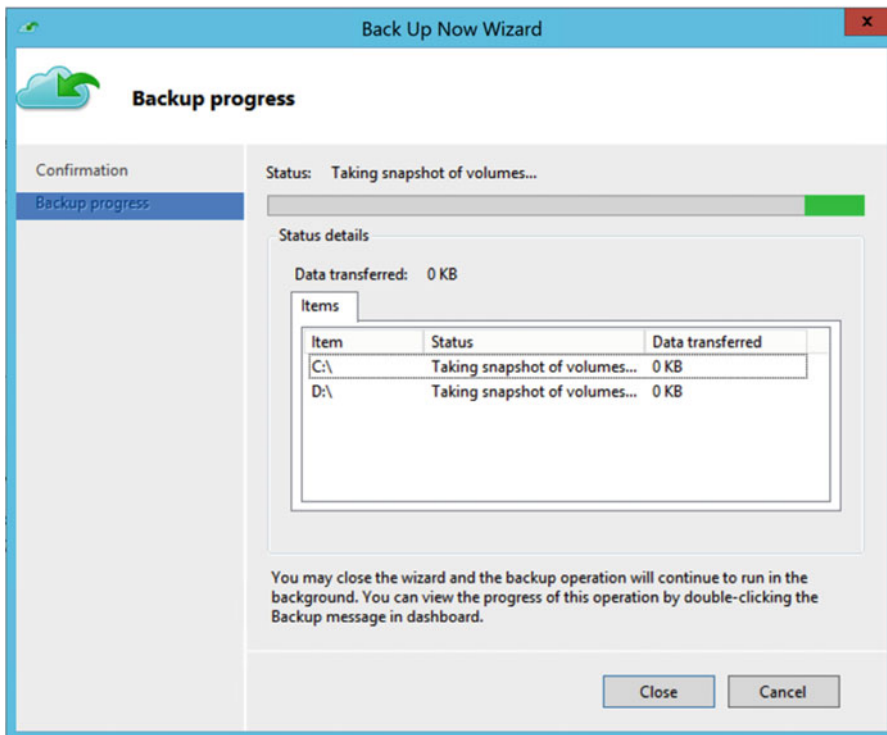 Back Up Now Wizard
x
Backup progress
Confirmation
Backup progress
Status: Taking snapshot of volumes...
Status details
Data transferred: 0 KB
Items
Item Status Data transferred
C:\ Taking snapshot of volumes... 0 KB
D:\ Taking snapshot of volumes... 0 KB
You may close the wizard and the backup operation will continue to run in the
background. You can view the progress of this operation by double-clicking the
Backup message in dashboard.
Close Cancel